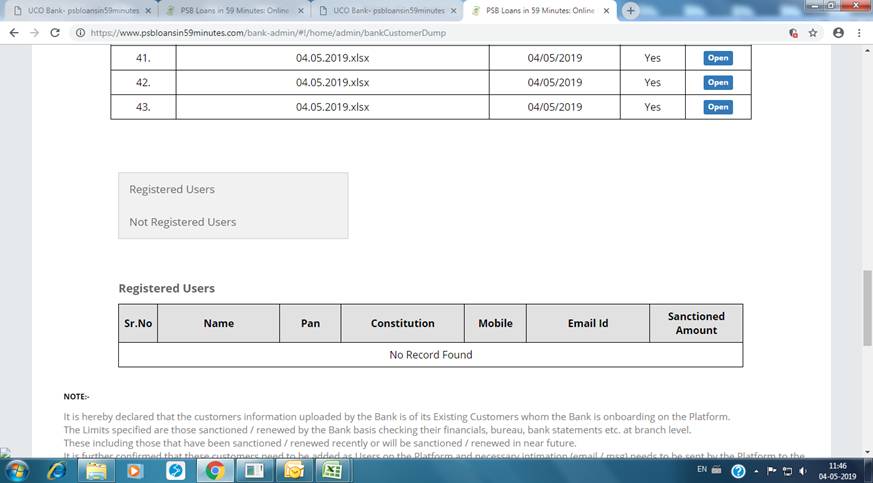 UCO Bank- psbloansin59minutes
PSB Loans in 59 Minutes: Online
UCO Bank- psbloansin59minutes
PSB Loans in 59 Minutes: Online
https://www.psbloansin59minutes.com/bank-admin/#!/home/admin/bankCustomerDump
41. 04.05.2019.xlsx 04/05/2019 Yes Open
42. 04.05.2019.xlsx 04/05/2019 Yes Open
43. 04.05.2019.xlsx 04/05/2019 Yes Open
Registered Users
Not Registered Users
Registered Users
Sr.No Name Pan Constitution Mobile Email Id Sanctioned Amount
No Record Found
NOTE:-
It is hereby declared that the customers information uploaded by the Bank is of its Existing Customers whom the Bank is onboarding on the Platform.
The Limits specified are those sanctioned / renewed by the Bank basis checking their financials, bureau, bank statements etc. at branch level.
These including those that have been sanctioned / renewed recently or will be sanctioned / renewed in near future.
It is further confirmed that these customers need to be added as Users on the Platform and necessary intimation (email / msg) needs to be sent by the Platform to the
EN
11:46
04-05-2019